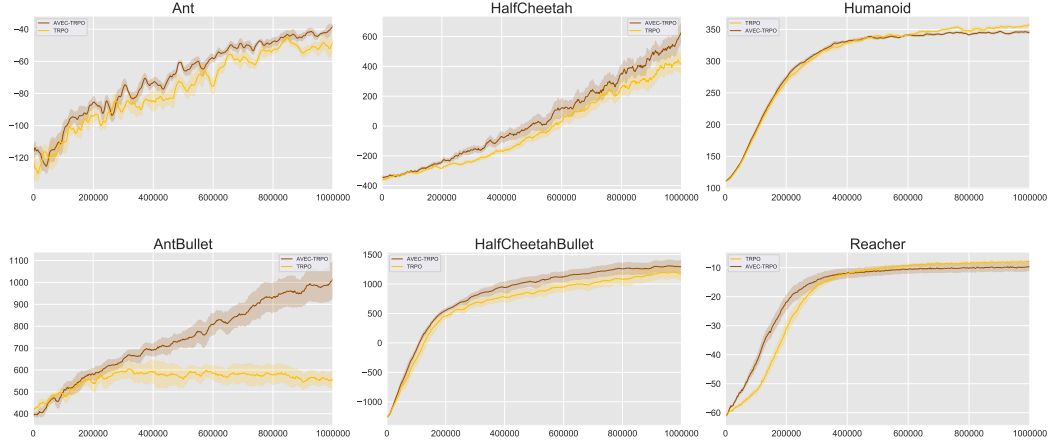 Ant
AVEC-TRPO
TRPO
−40
−60
−80
−100
−120
0 200000 400000 600000 800000 1000000
HalfCheetah
AVEC-TRPO
TRPO
600
400
200
0
−200
−400
0 200000 400000 600000 800000 1000000
Humanoid
TRPO
AVEC-TRPO
350
300
250
200
150
100
0 200000 400000 600000 800000 1000000
AntBullet
AVEC-TRPO
TRPO
1100
1000
900
800
700
600
500
400
0 200000 400000 600000 800000 1000000
HalfCheetahBullet
AVEC-TRPO
TRPO
1500
1000
500
0
−500
−1000
0 200000 400000 600000 800000 1000000
Reacher
TRPO
AVEC-TRPO
−10
−20
−30
−40
−50
−60
0 200000 400000 600000 800000 1000000